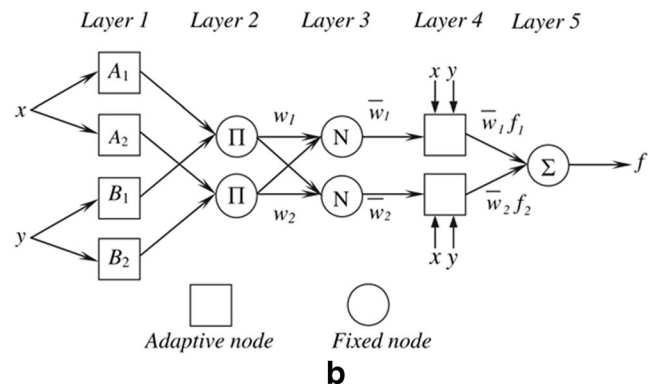 Layer 1 Layer 2 Layer 3 Layer 4 Layer 5
x y
A₁
w̅₁
x
w₁
w̅₁ f₁
A₂
Π
N
Σ
f
B₁
Π
N
w̅₂ f₂
w₂
w̅₂
y
B₂
x y
Adaptive node Fixed node
b